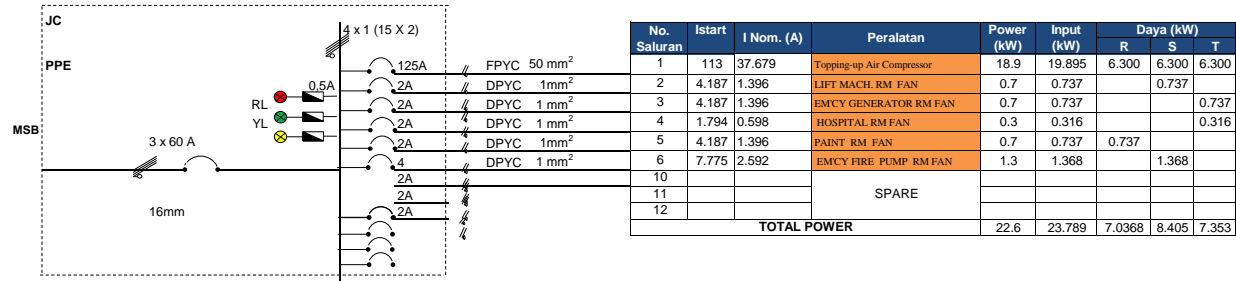 JC
PPE
MSB
3 x 60 A
16mm
RL
YL
0,5A
4 x 1 (15 X 2)
125A FPYC 50 mm²
2A DPYC 1mm²
2A DPYC 1 mm²
2A DPYC 1 mm²
2A DPYC 1mm²
4 DPYC 1 mm²
2A
2A
2A
No. Saluran Istart I Nom. (A) Peralatan Power (kW) Input (kW) Daya (kW)
R S T
1 113 37.679 Topping-up Air Compressor 18.9 19.895 6.300 6.300 6.300
2 4.187 1.396 LIFT MACH. RM FAN 0.7 0.737 0.737
3 4.187 1.396 EM'CY GENERATOR RM FAN 0.7 0.737 0.737
4 1.794 0.598 HOSPITAL RM FAN 0.3 0.316 0.316
5 4.187 1.396 PAINT RM FAN 0.7 0.737 0.737
6 7.775 2.592 EM'CY FIRE PUMP RM FAN 1.3 1.368 1.368
10
11 SPARE
12
TOTAL POWER 22.6 23.789 7.0368 8.405 7.353